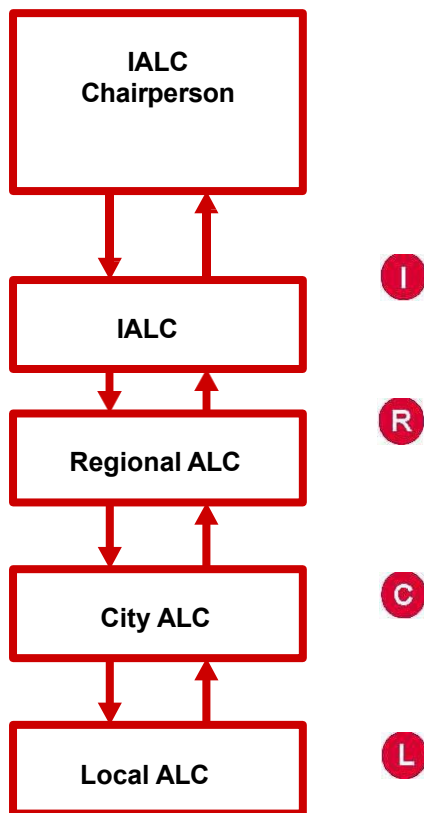 IALC
Chairperson
I
IALC
R
Regional ALC
C
City ALC
L
Local ALC